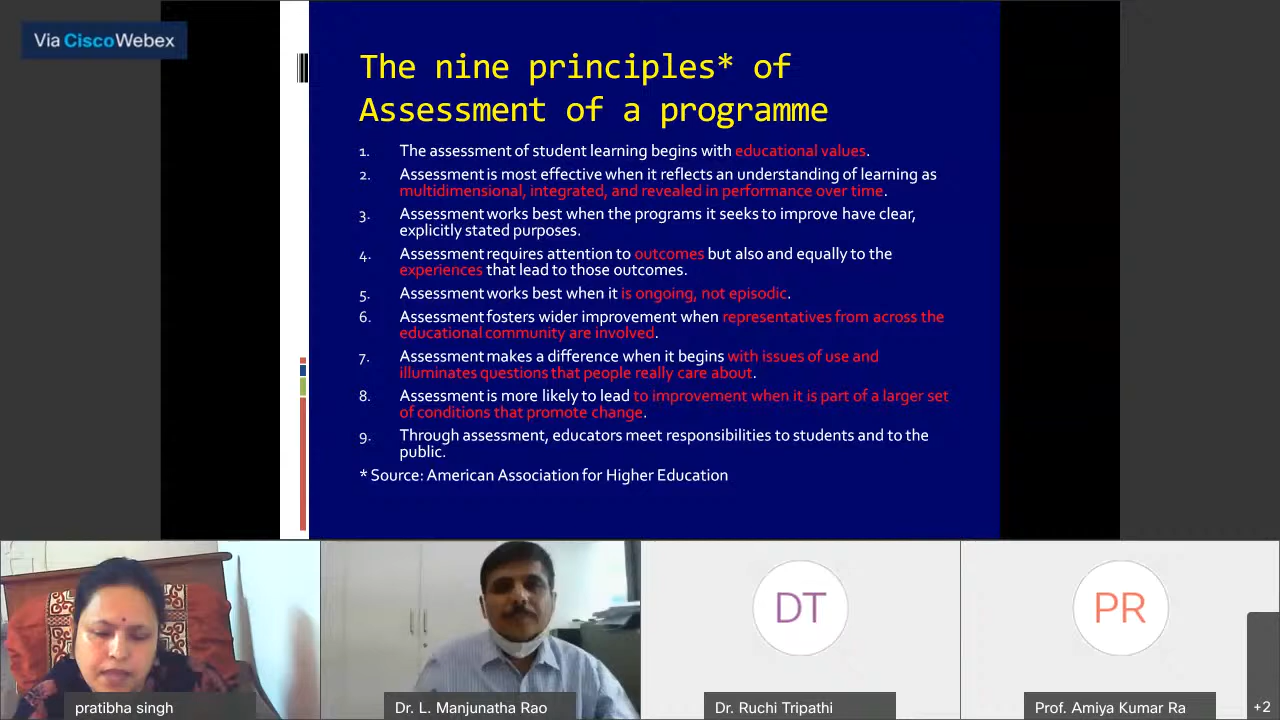 Via Cisco Webex
The nine principles* of
Assessment of a programme
1. The assessment of student learning begins with educational values.
2. Assessment is most effective when it reflects an understanding of learning as
multidimensional, integrated, and revealed in performance over time.
3. Assessment works best when the programs it seeks to improve have clear,
explicitly stated purposes.
4. Assessment requires attention to outcomes but also and equally to the
experiences that lead to those outcomes.
5. Assessment works best when it is ongoing, not episodic.
6. Assessment fosters wider improvement when representatives from across the
educational community are involved.
7. Assessment makes a difference when it begins with issues of use and
illuminates questions that people really care about.
8. Assessment is more likely to lead to improvement when it is part of a larger set
of conditions that promote change.
9. Through assessment, educators meet responsibilities to students and to the
public.
* Source: American Association for Higher Education
DT
PR
pratibha singh
Dr. L. Manjunatha Rao
Dr. Ruchi Tripathi
Prof. Amiya Kumar Ra
+2